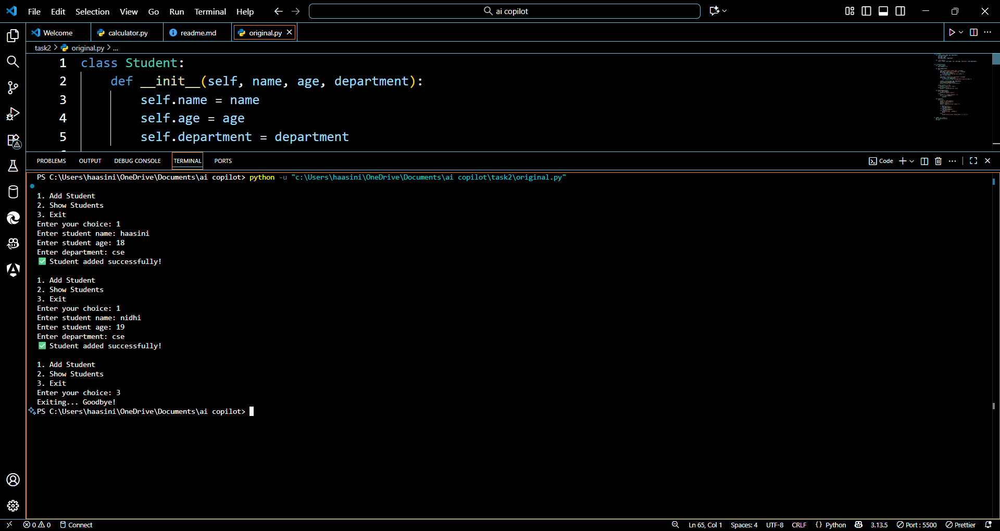 File Edit Selection View Go Run Terminal Help ai copilot
Welcome calculator.py readme.md original.py
task2 > original.py > ...
1 class Student:
2 def __init__(self, name, age, department):
3 self.name = name
4 self.age = age
5 self.department = department
PROBLEMS OUTPUT DEBUG CONSOLE TERMINAL PORTS Code
PS C:\Users\haasini\OneDrive\Documents\ai copilot> python -u "c:\Users\haasini\OneDrive\Documents\ai copilot\task2\original.py"
1. Add Student
2. Show Students
3. Exit
Enter your choice: 1
Enter student name: haasini
Enter student age: 18
Enter department: cse
✅ Student added successfully!
1. Add Student
2. Show Students
3. Exit
Enter your choice: 1
Enter student name: nidhi
Enter student age: 19
Enter department: cse
✅ Student added successfully!
1. Add Student
2. Show Students
3. Exit
Enter your choice: 3
Exiting... Goodbye!
PS C:\Users\haasini\OneDrive\Documents\ai copilot>
0 0 Connect Ln 65, Col 1 Spaces: 4 UTF-8 CRLF {} Python 3.13.5 Port : 5500 Prettier